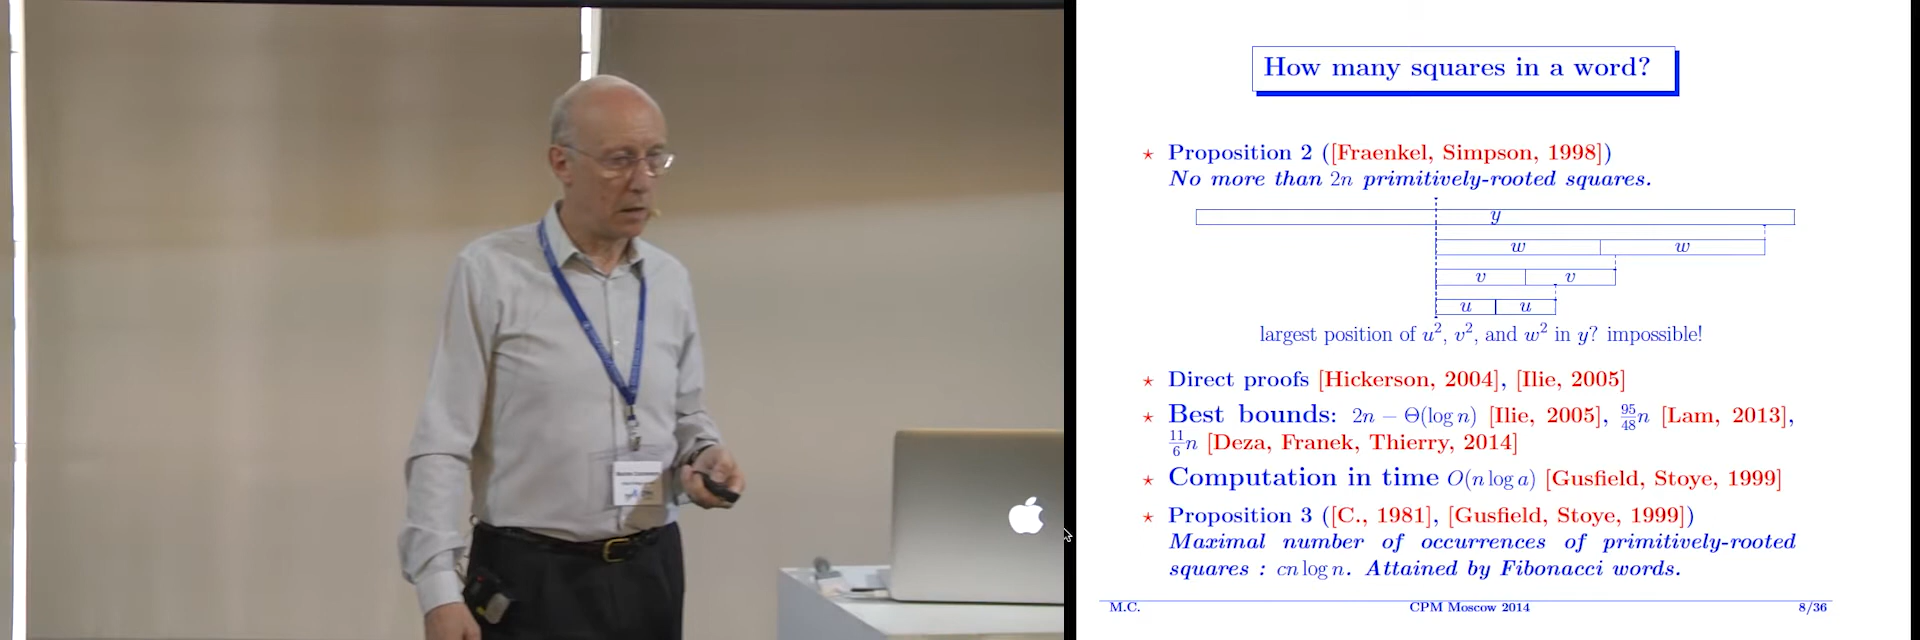 How many squares in a word?
⋆ Proposition 2 ([Fraenkel, Simpson, 1998])
No more than 2n primitively-rooted squares.
y
w w
v v
u u
largest position of u², v², and w² in y? impossible!
⋆ Direct proofs [Hickerson, 2004], [Ilie, 2005]
⋆ Best bounds: 2n − Θ(log n) [Ilie, 2005], 95/48 n [Lam, 2013],
11/6 n [Deza, Franek, Thierry, 2014]
⋆ Computation in time O(n log a) [Gusfield, Stoye, 1999]
⋆ Proposition 3 ([C., 1981], [Gusfield, Stoye, 1999])
Maximal number of occurrences of primitively-rooted
squares : cn log n. Attained by Fibonacci words.
M.C. CPM Moscow 2014 8/36